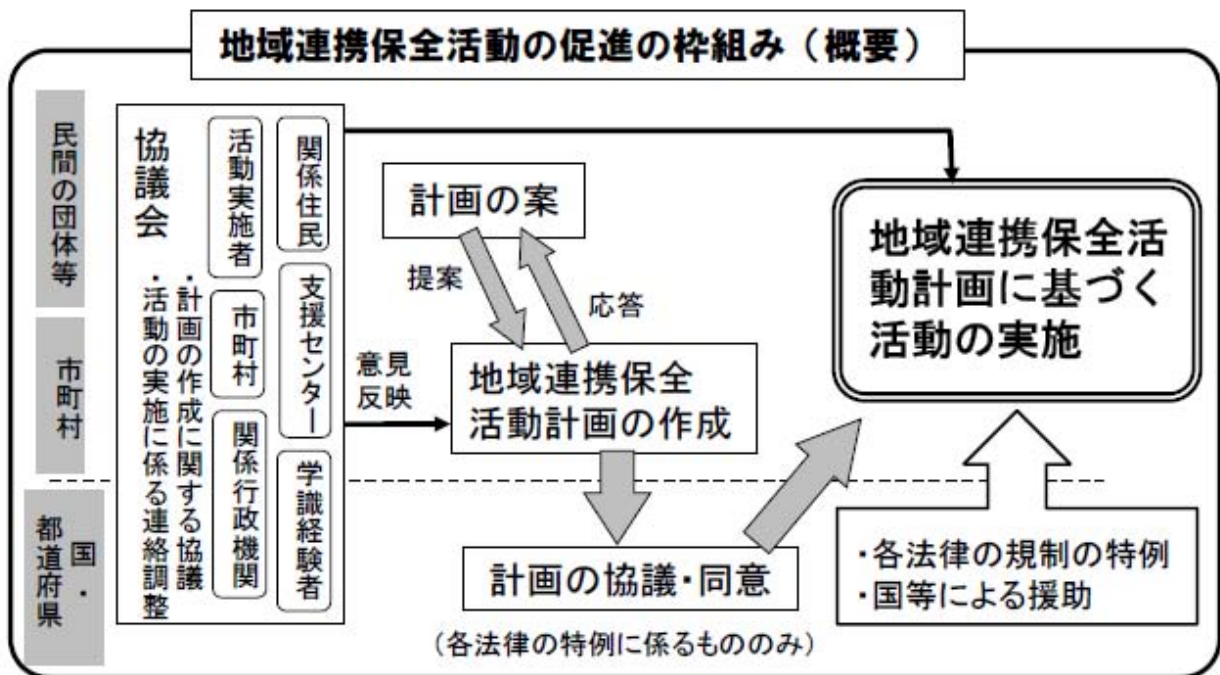 地域連携保全活動の促進の枠組み（概要）
民間の団体等
市町村
国・
都道府県
協議会
・計画の作成に関する協議
・活動の実施に係る連絡調整
活動実施者
市町村
関係行政機関
関係住民
支援センター
学識経験者
計画の案
提案
応答
意見
反映
地域連携保全
活動計画の作成
計画の協議・同意
（各法律の特例に係るもののみ）
地域連携保全活
動計画に基づく
活動の実施
・各法律の規制の特例
・国等による援助